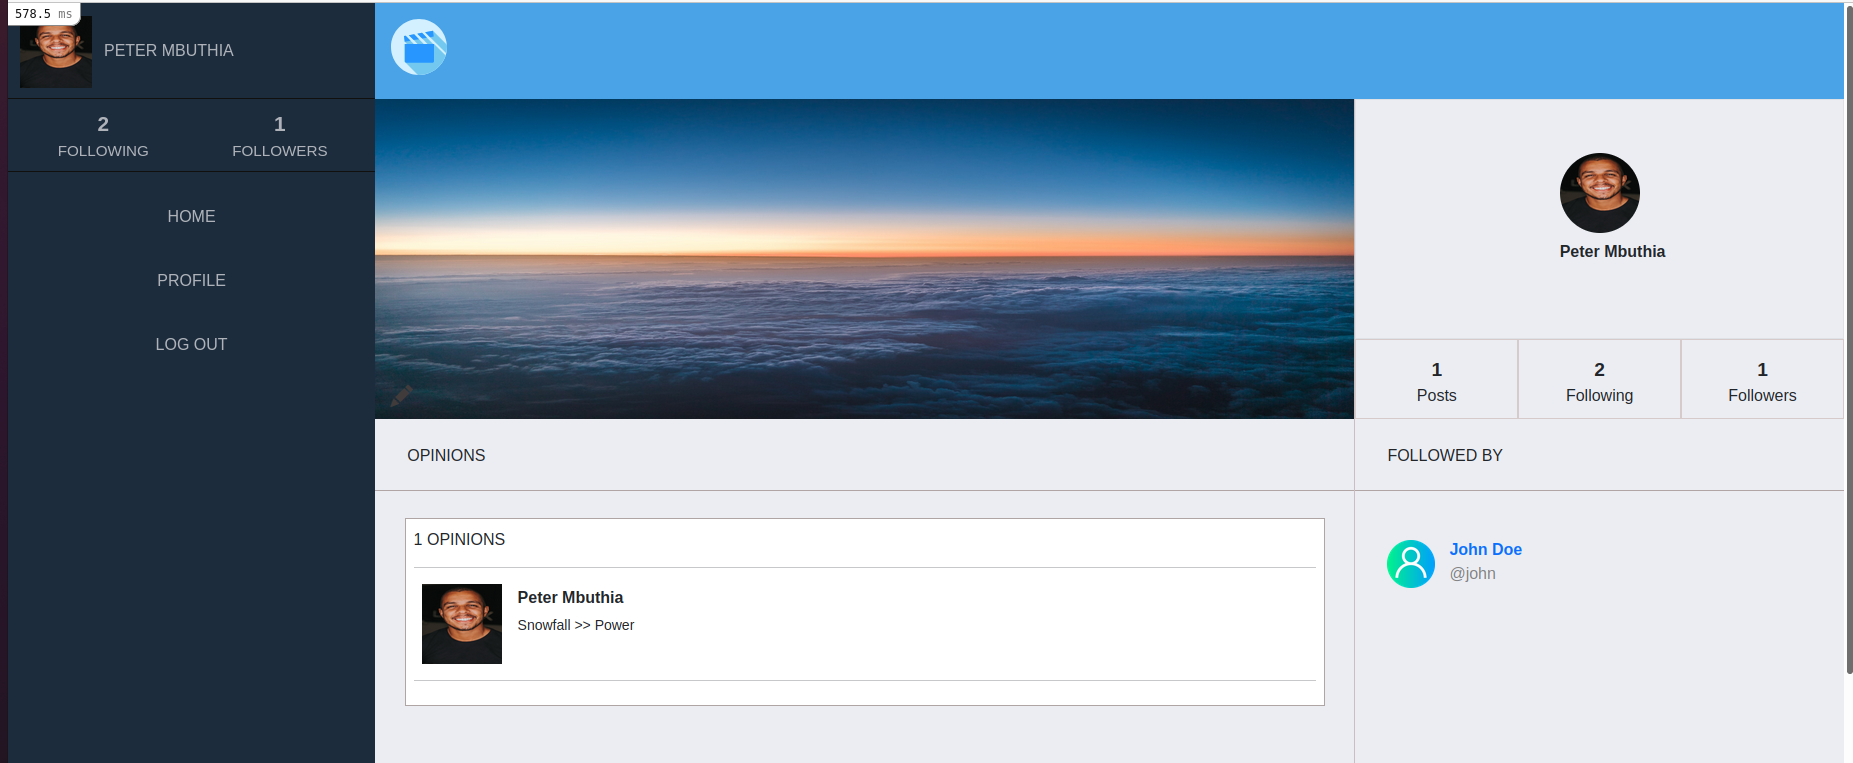 578.5 ms
PETER MBUTHIA
2
FOLLOWING
1
FOLLOWERS
HOME
PROFILE
LOG OUT
Peter Mbuthia
1
Posts
2
Following
1
Followers
OPINIONS
1 OPINIONS
Peter Mbuthia
Snowfall >> Power
FOLLOWED BY
John Doe
@john